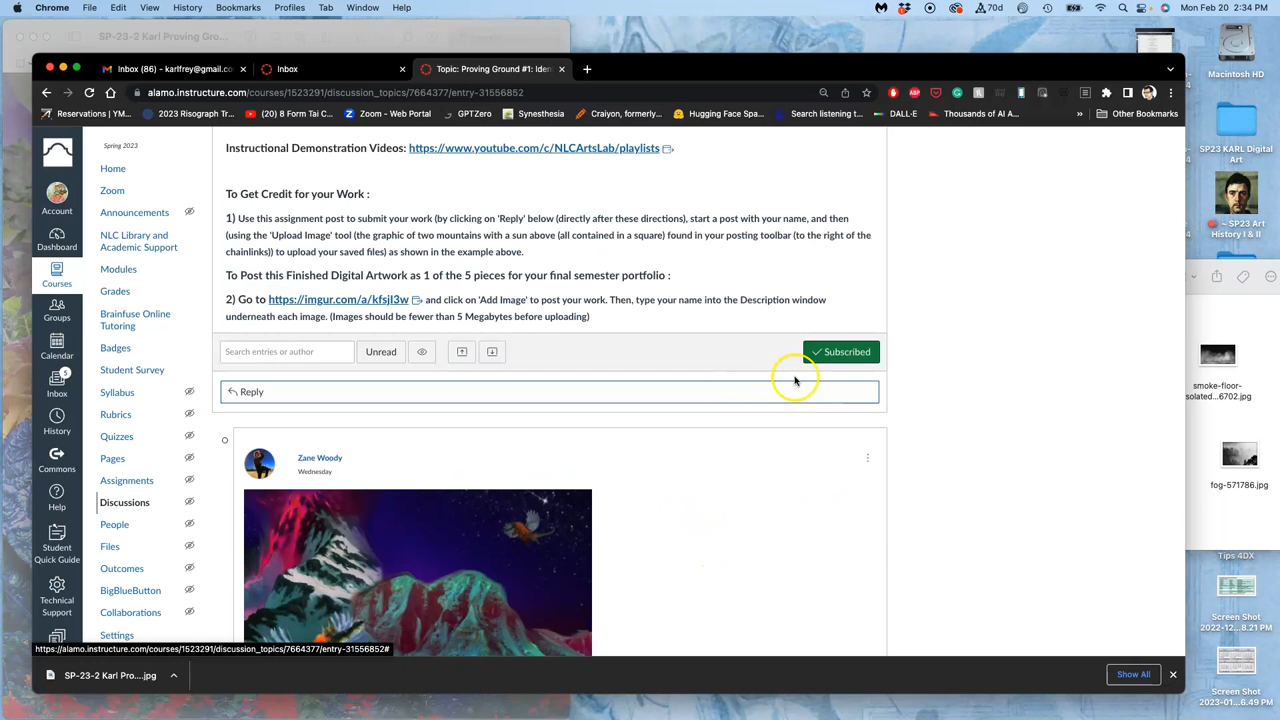 Chrome File Edit View History Bookmarks Profiles Tab Window Help 70d Mon Feb 20 2:34 PM
SP-23-2 Karl Proving Gro...
Inbox (86) - karlfrey@gmail.co Inbox Topic: Proving Ground #1: Iden
alamo.instructure.com/courses/1523291/discussion_topics/7664377/entry-31556852
Reservations | YM... 2023 Risograph Tr... (20) 8 Form Tai C... Zoom - Web Portal GPTZero Synesthesia Craiyon, formerly... Hugging Face Spa... Search listening t... DALL·E Thousands of AI A... » Other Bookmarks
Macintosh HD
SP23 KARL Digital
Art
~ SP23 Art
History I & II
smoke-floor-
solated...6702.jpg
fog-571786.jpg
Tips 4DX
Screen Shot
2022-12...8.21 PM
Screen Shot
2023-01...6.49 PM
Account
Dashboard
Courses
Groups
Calendar
5
Inbox
History
Commons
Help
Student
Quick Guide
Technical
Support
Spring 2023
Home
Zoom
Announcements
NLC Library and
Academic Support
Modules
Grades
Brainfuse Online
Tutoring
Badges
Student Survey
Syllabus
Rubrics
Quizzes
Pages
Assignments
Discussions
People
Files
Outcomes
BigBlueButton
Collaborations
Settings
Instructional Demonstration Videos: https://www.youtube.com/c/NLCArtsLab/playlists
To Get Credit for your Work :
1) Use this assignment post to submit your work (by clicking on 'Reply' below (directly after these directions), start a post with your name, and then
(using the 'Upload Image' tool (the graphic of two mountains with a sun (all contained in a square) found in your posting toolbar (to the right of the
chainlinks)) to upload your saved files) as shown in the example above.
To Post this Finished Digital Artwork as 1 of the 5 pieces for your final semester portfolio :
2) Go to https://imgur.com/a/kfsjI3w and click on 'Add Image' to post your work. Then, type your name into the Description window
underneath each image. (Images should be fewer than 5 Megabytes before uploading)
Search entries or author Unread Subscribed
Reply
Zane Woody
Wednesday
https://alamo.instructure.com/courses/1523291/discussion_topics/7664377/entry-31556852#
SP-23-2 Karl Pro....jpg Show All